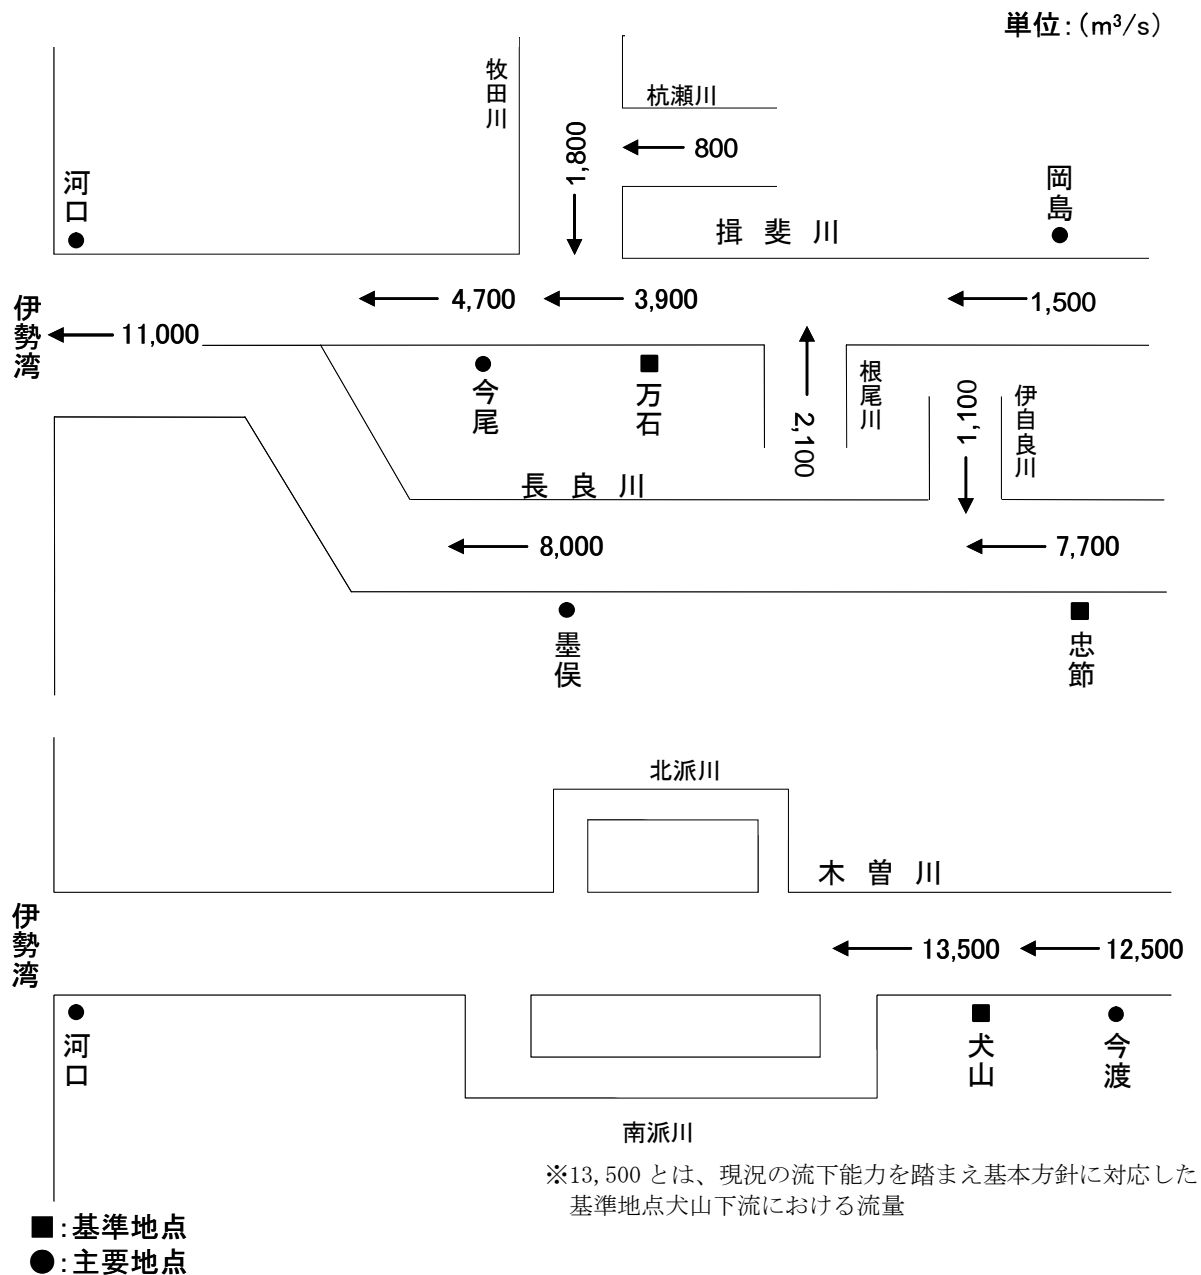 単位:(m³/s)
牧田川
杭瀬川
1,800
800
河口
岡島
揖斐川
伊勢湾
11,000
4,700
3,900
1,500
今尾
万石
2,100
根尾川
1,100
伊自良川
長良川
8,000
7,700
墨俣
忠節
北派川
木曽川
伊勢湾
13,500
12,500
河口
犬山
今渡
南派川
※13,500 とは、現況の流下能力を踏まえ基本方針に対応した
基準地点犬山下流における流量
■:基準地点
●:主要地点